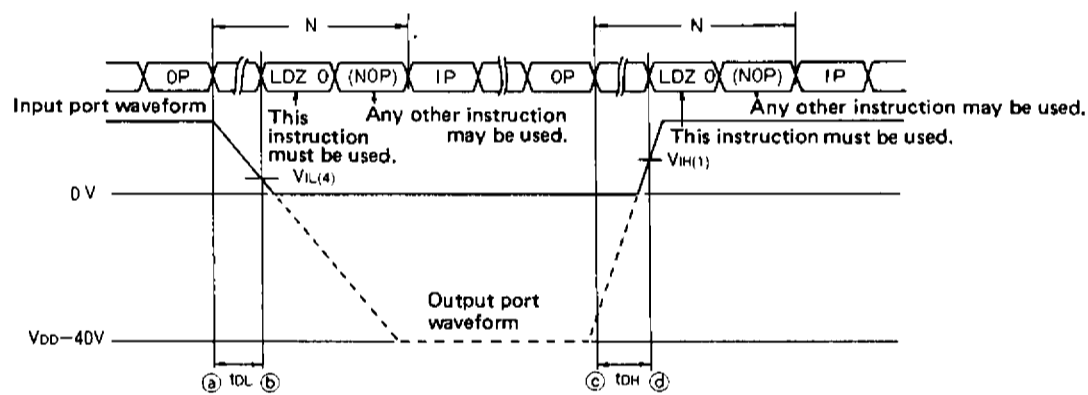 N N
OP LDZ 0 (NOP) IP OP LDZ 0 (NOP) IP
Input port waveform
This
instruction
must be used.
Any other instruction
may be used.
Any other instruction may be used.
This instruction must be used.
VIL(4)
VIH(1)
0 V
Output port
waveform
VDD−40V
ⓐ tDL ⓑ ⓒ tDH ⓓ